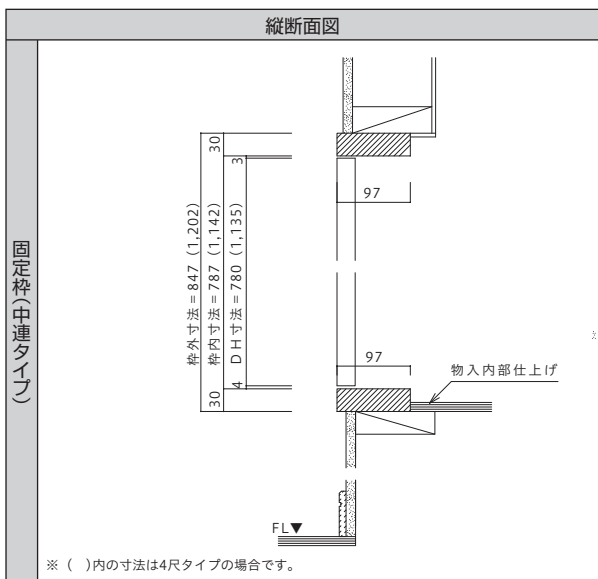 縦断面図
固定枠(中連タイプ)
30
3
枠外寸法=847(1,202)
枠内寸法=787(1,142)
DH寸法=780(1,135)
97
97
4
30
物入内部仕上げ
FL▼
※( )内の寸法は4尺タイプの場合です。
※